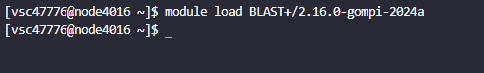 [vsc47776@node4016 ~]$ module load BLAST+/2.16.0-gompi-2024a
[vsc47776@node4016 ~]$ _